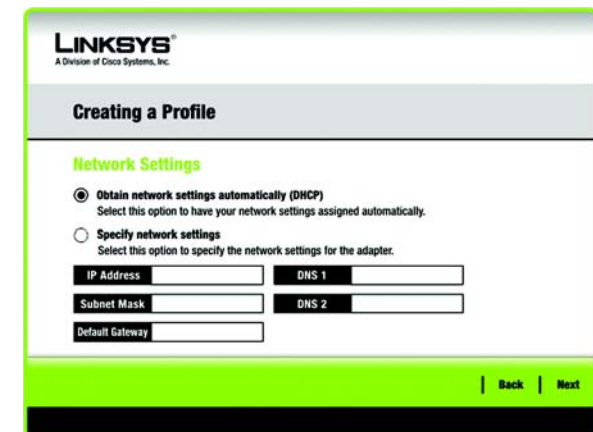 LINKSYS®
A Division of Cisco Systems, Inc.
Creating a Profile
Network Settings
Obtain network settings automatically (DHCP)
Select this option to have your network settings assigned automatically.
Specify network settings
Select this option to specify the network settings for the adapter.
IP Address DNS 1
Subnet Mask DNS 2
Default Gateway
Back Next